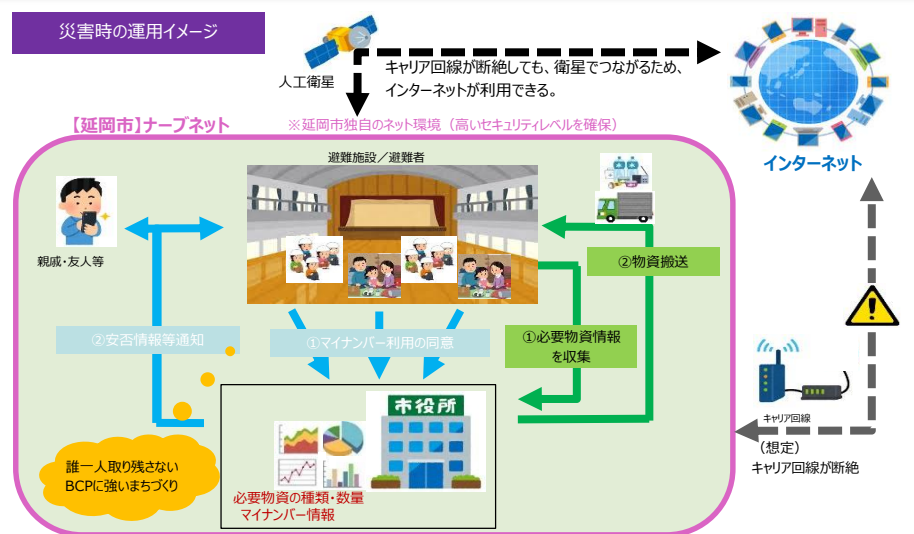 災害時の運用イメージ
人工衛星
キャリア回線が断絶しても、衛星でつながるため、
インターネットが利用できる。
【延岡市】ナーブネット
※延岡市独自のネット環境（高いセキュリティレベルを確保）
インターネット
避難施設／避難者
親戚・友人等
②物資搬送
②安否情報等通知
①マイナンバー利用の同意
①必要物資情報
を収集
市役所
キャリア回線
（想定）
キャリア回線が断絶
誰一人取り残さない
BCPに強いまちづくり
必要物資の種類・数量
マイナンバー情報